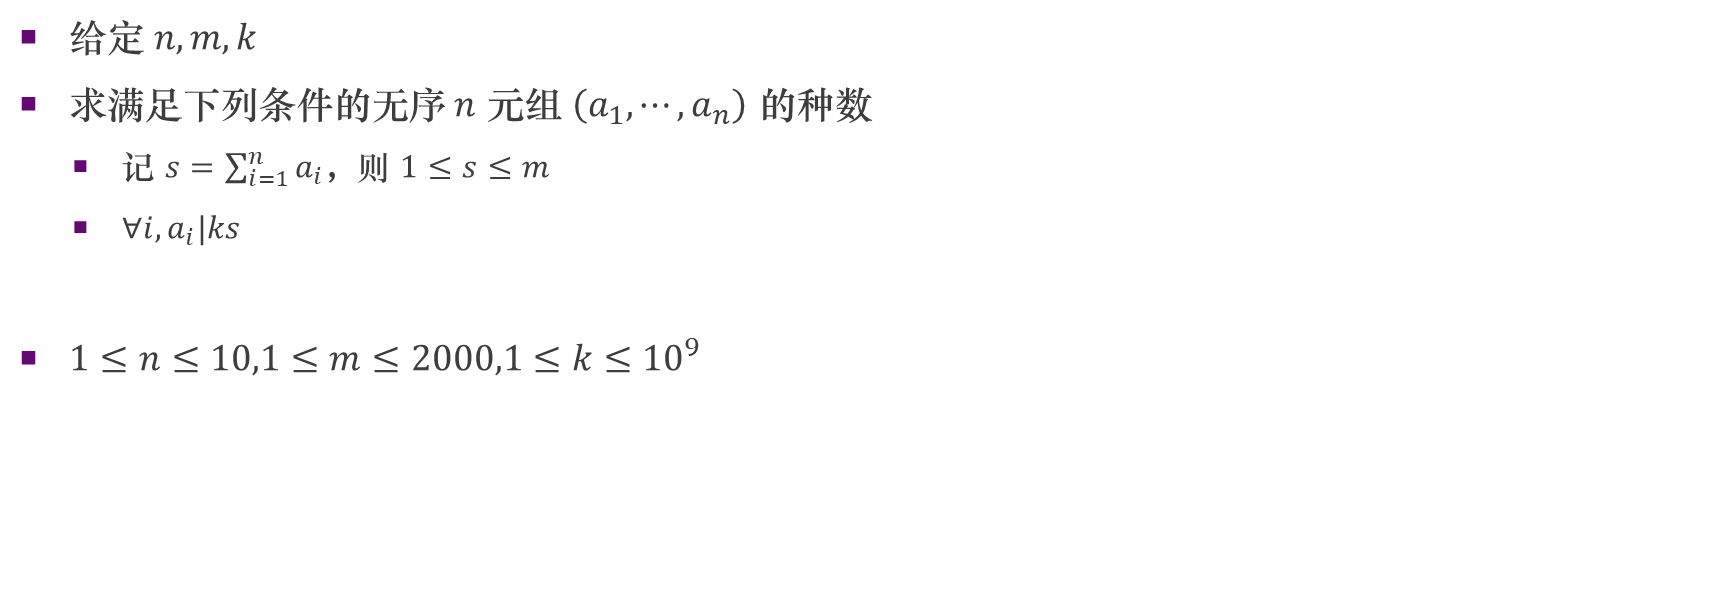 ■ 给定 n, m, k
■ 求满足下列条件的无序 n 元组 (a₁, ⋯, aₙ) 的种数
■ 记 s = ∑ⁿᵢ₌₁ aᵢ，则 1 ≤ s ≤ m
■ ∀i, aᵢ|ks
■ 1 ≤ n ≤ 10,1 ≤ m ≤ 2000,1 ≤ k ≤ 10⁹